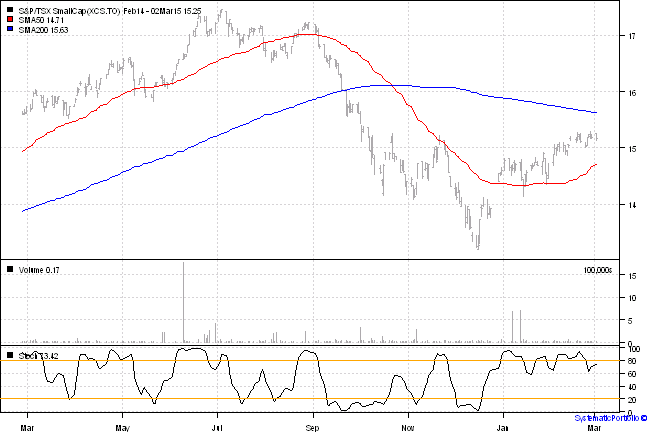 S&P/TSX SmallCap(XCS.TO) Feb14 - 02Mar15 15.25
SMA50 14.71
SMA200 15.63
17
16
15
14
Volume 0.17
100,000s
15
10
5
0
Stoch 73.42
100
80
60
40
20
0
Mar
May
Jul
Sep
Nov
Jan
Mar
SystematicPortfolio ©